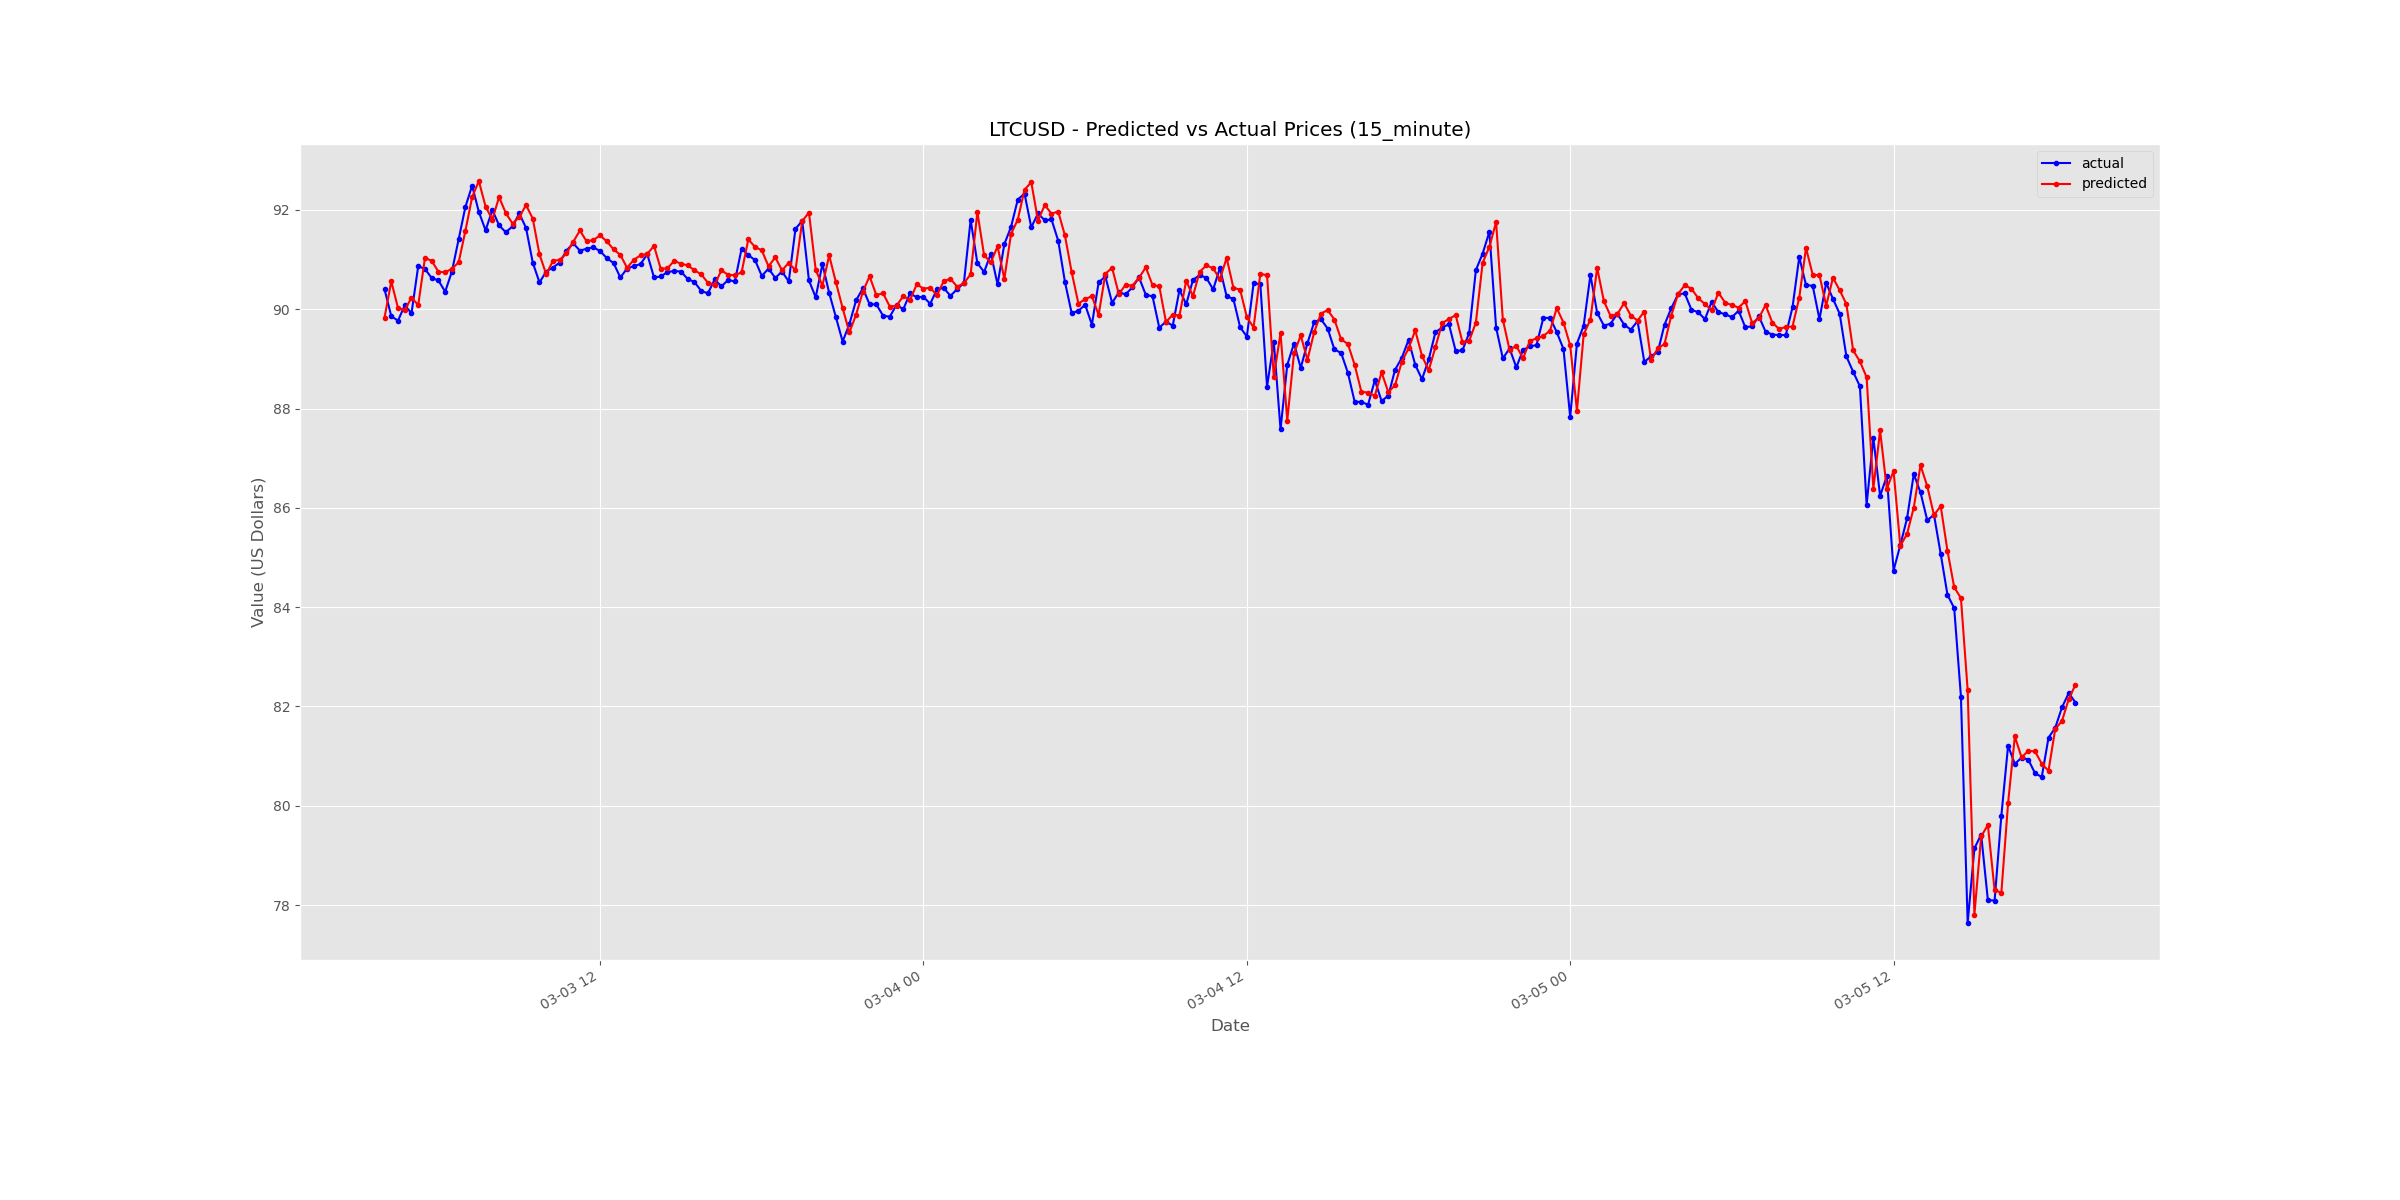 LTCUSD - Predicted vs Actual Prices (15_minute)
actual
predicted
Value (US Dollars)
92
90
88
86
84
82
80
78
03-03 12
03-04 00
03-04 12
03-05 00
03-05 12
Date